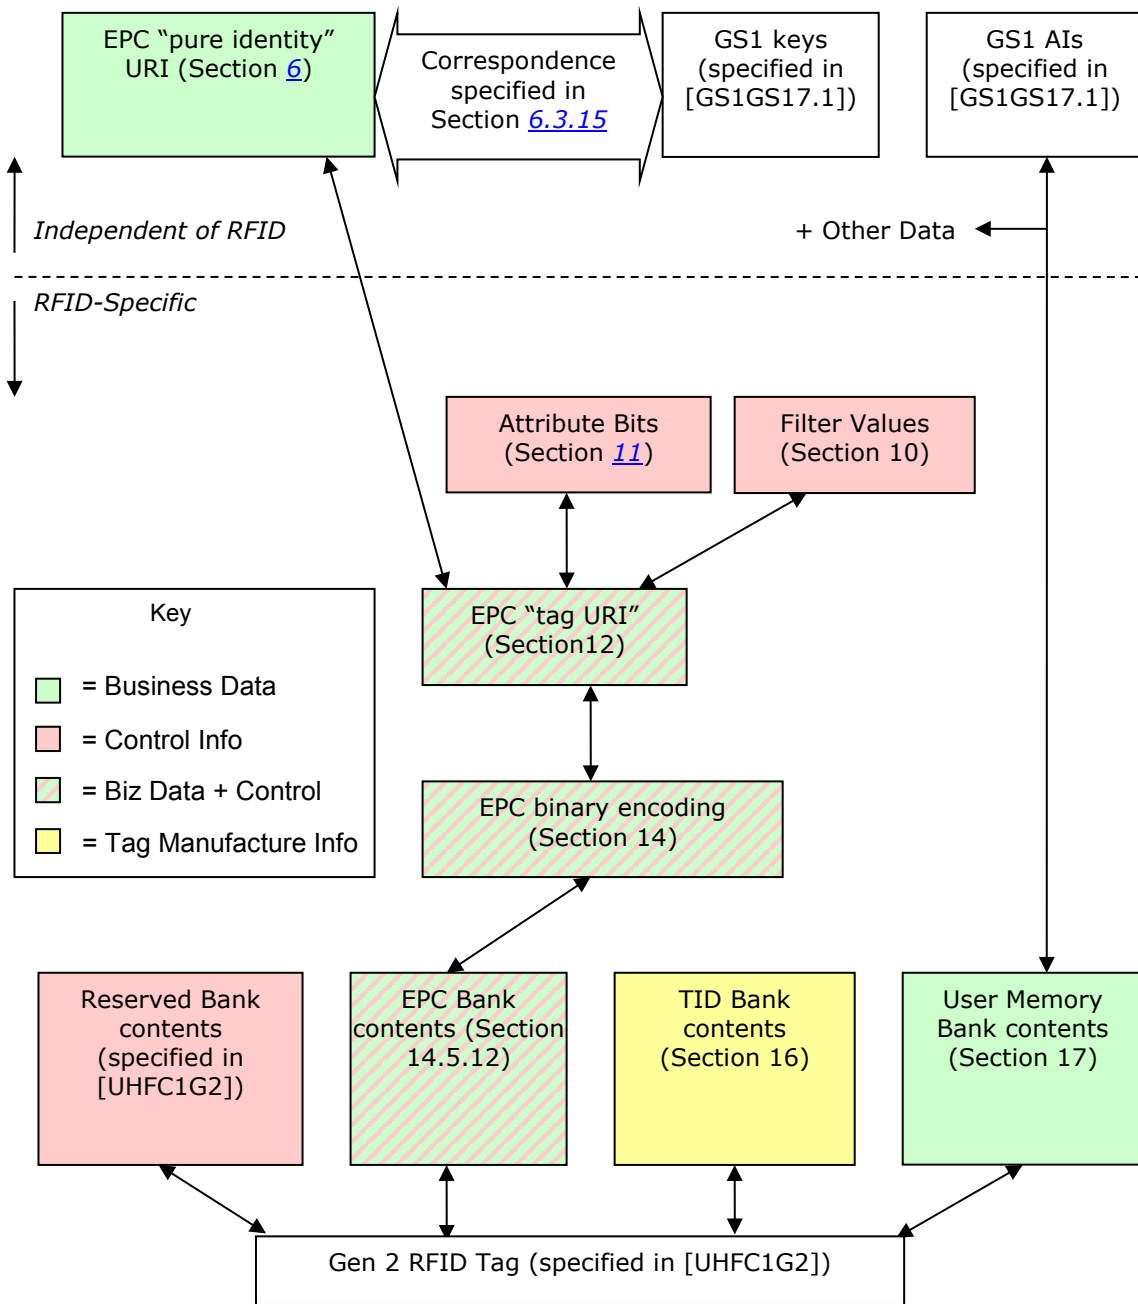 EPC “pure identity”
URI (Section 6)
Correspondence
specified in
Section 6.3.15
GS1 keys
(specified in
[GS1GS17.1])
GS1 AIs
(specified in
[GS1GS17.1])
Independent of RFID
+ Other Data
RFID-Specific
Attribute Bits
(Section 11)
Filter Values
(Section 10)
EPC “tag URI”
(Section12)
Key
= Business Data
= Control Info
= Biz Data + Control
= Tag Manufacture Info
EPC binary encoding
(Section 14)
Reserved Bank
contents
(specified in
[UHFC1G2])
EPC Bank
contents (Section
14.5.12)
TID Bank
contents
(Section 16)
User Memory
Bank contents
(Section 17)
Gen 2 RFID Tag (specified in [UHFC1G2])